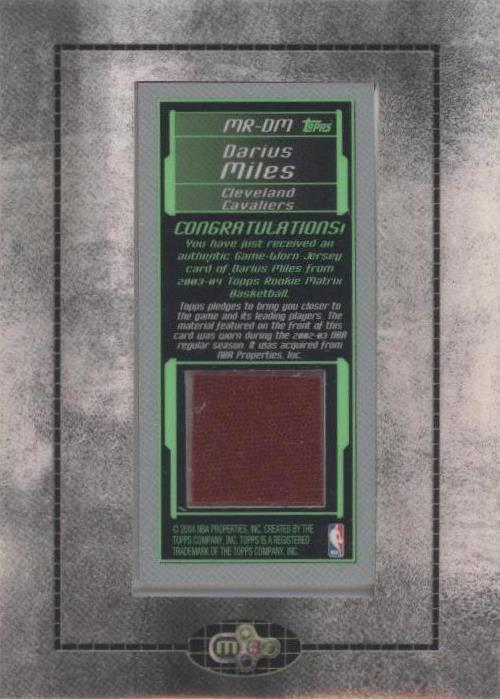 MR-DM Topps
Darius
Miles
Cleveland
Cavaliers
CONGRATULATIONS!
You have just received an
authentic Game-Worn Jersey
card of Darius Miles from
2003-04 Topps Rookie Matrix
Basketball.
Topps pledges to bring you closer to
the game and its leading players. The
material featured on the front of this
card was worn during the 2002-03 NBA
regular season. It was acquired from
NBA Properties, Inc.
© 2004 NBA PROPERTIES, INC. CREATED BY THE
TOPPS COMPANY, INC. TOPPS IS A REGISTERED
TRADEMARK OF THE TOPPS COMPANY, INC.